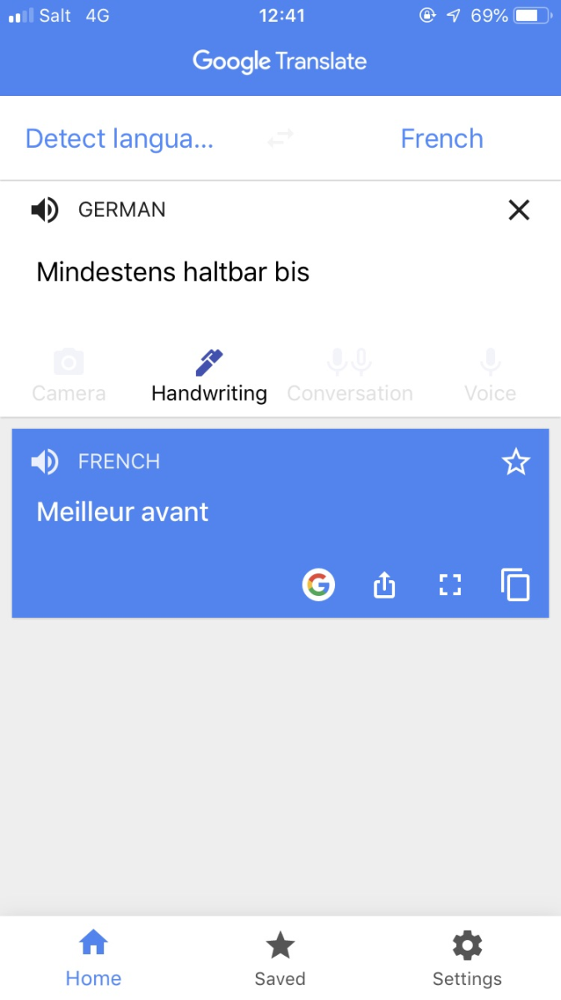 Salt 4G 12:41 69%
Google Translate
Detect langua... French
GERMAN
Mindestens haltbar bis
Camera Handwriting Conversation Voice
FRENCH
Meilleur avant
G
Home Saved Settings